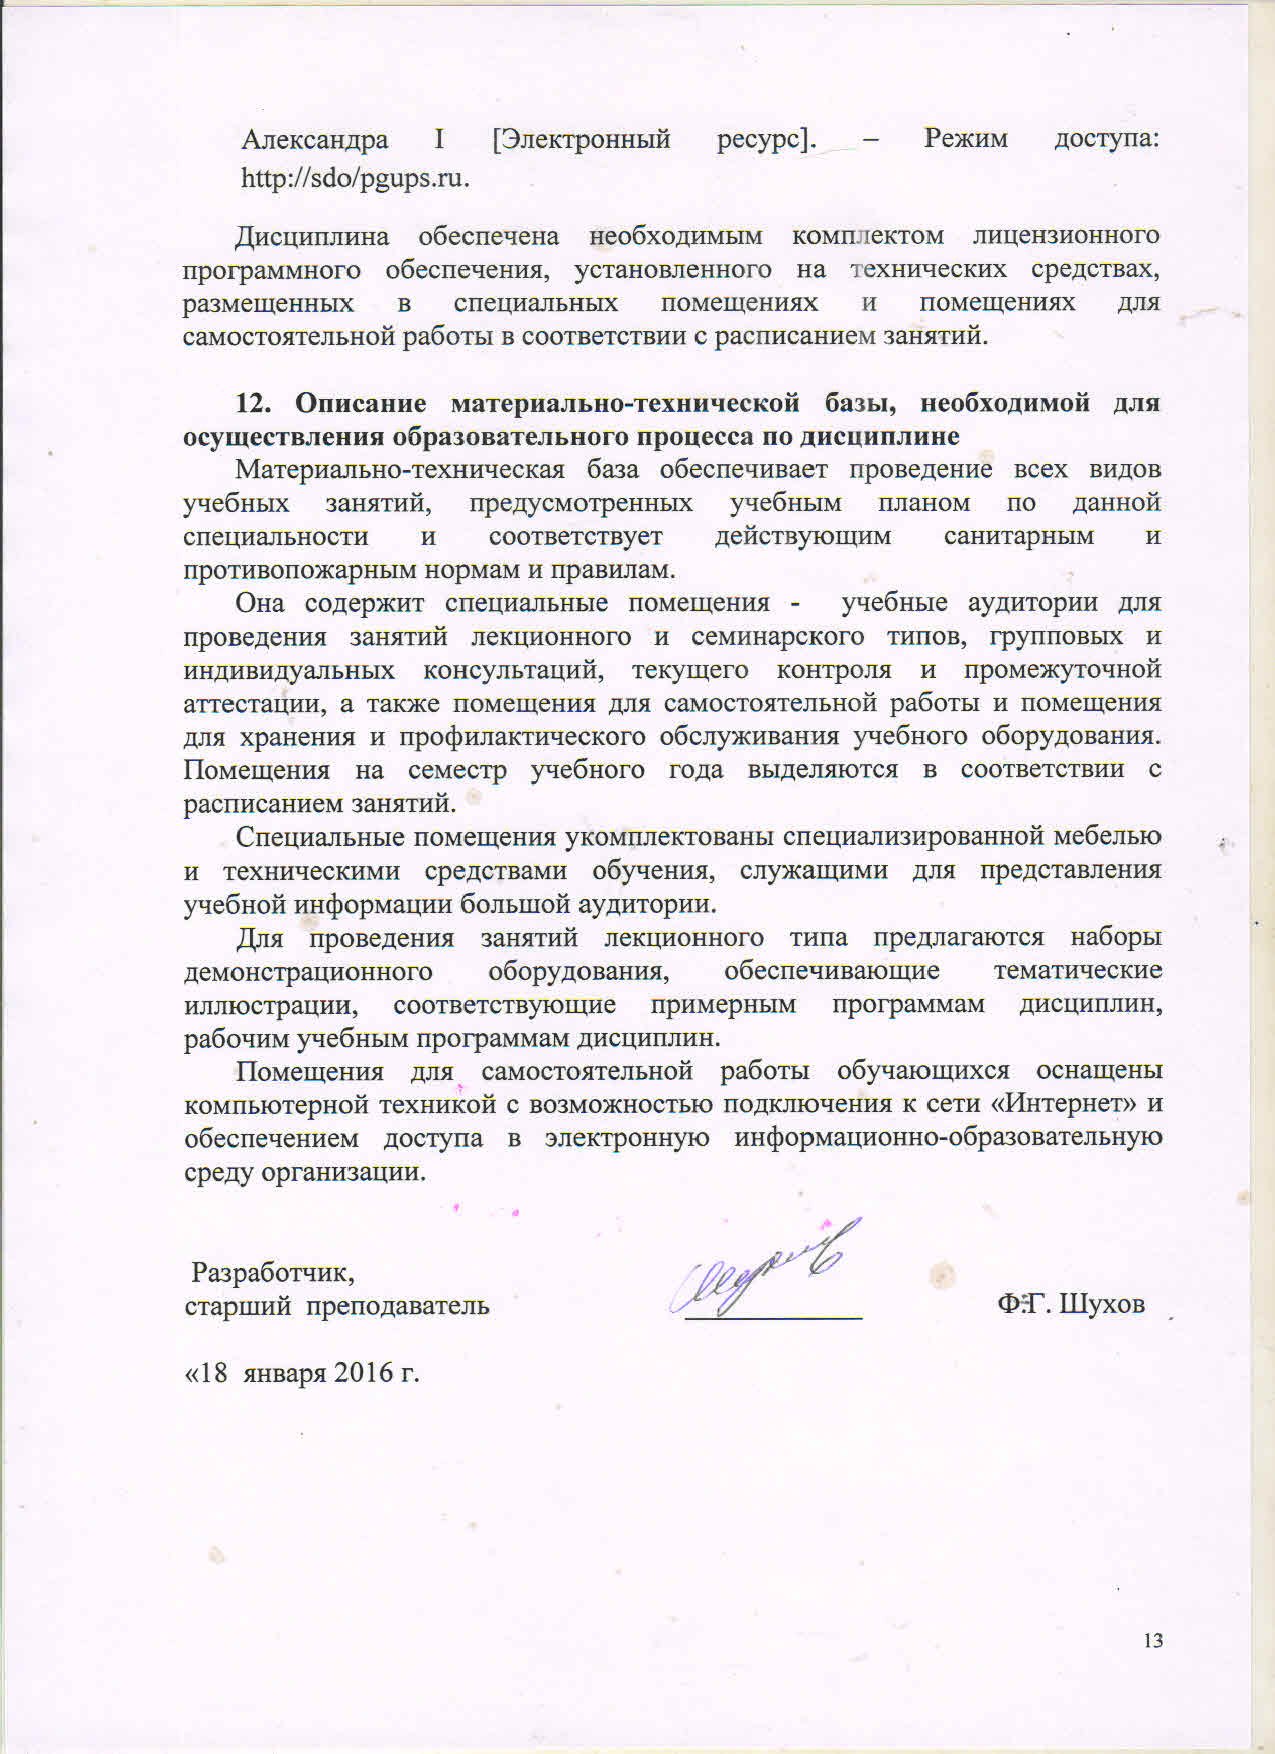 Александра I [Электронный ресурс]. – Режим доступа:
http://sdo/pgups.ru.
Дисциплина обеспечена необходимым комплектом лицензионного
программного обеспечения, установленного на технических средствах,
размещенных в специальных помещениях и помещениях для
самостоятельной работы в соответствии с расписанием занятий.
12. Описание материально-технической базы, необходимой для
осуществления образовательного процесса по дисциплине
Материально-техническая база обеспечивает проведение всех видов
учебных занятий, предусмотренных учебным планом по данной
специальности и соответствует действующим санитарным и
противопожарным нормам и правилам.
Она содержит специальные помещения - учебные аудитории для
проведения занятий лекционного и семинарского типов, групповых и
индивидуальных консультаций, текущего контроля и промежуточной
аттестации, а также помещения для самостоятельной работы и помещения
для хранения и профилактического обслуживания учебного оборудования.
Помещения на семестр учебного года выделяются в соответствии с
расписанием занятий.
Специальные помещения укомплектованы специализированной мебелью
и техническими средствами обучения, служащими для представления
учебной информации большой аудитории.
Для проведения занятий лекционного типа предлагаются наборы
демонстрационного оборудования, обеспечивающие тематические
иллюстрации, соответствующие примерным программам дисциплин,
рабочим учебным программам дисциплин.
Помещения для самостоятельной работы обучающихся оснащены
компьютерной техникой с возможностью подключения к сети «Интернет» и
обеспечением доступа в электронную информационно-образовательную
среду организации.
Разработчик,
старший преподаватель Ф.Г. Шухов
«18 января 2016 г.
13